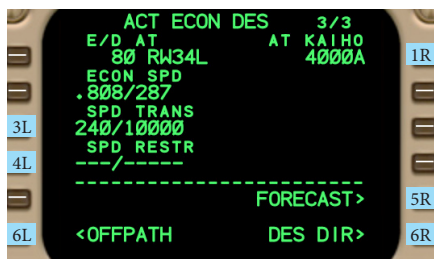 ACT ECON DES 3/3
E/D AT AT KAIHO
80 RW34L 4000A
1R
ECON SPD
.808/287
SPD TRANS
3L 240/10000
SPD RESTR
4L ---/-----
------------------------
FORECAST> 5R
6L <OFFPATH DES DIR> 6R